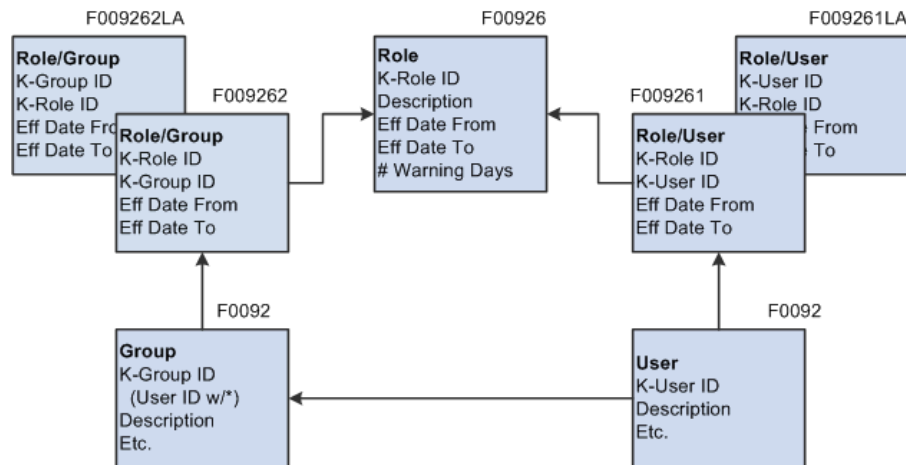 F009262LA
Role/Group
K-Group ID
K-Role ID
Eff Date
Eff Date To
F009262
Role/Group
K-Role ID
K-Group ID
Eff Date From
Eff Date To
F00926
Role
K-Role ID
Description
Eff Date From
Eff Date To
# Warning Days
F009261LA
Role/User
K-User ID
K-Role ID
From
To
F009261
Role/User
K-Role ID
K-User ID
Eff Date From
Eff Date To
F0092
Group
K-Group ID
(User ID w/*)
Description
Etc.
F0092
User
K-User ID
Description
Etc.